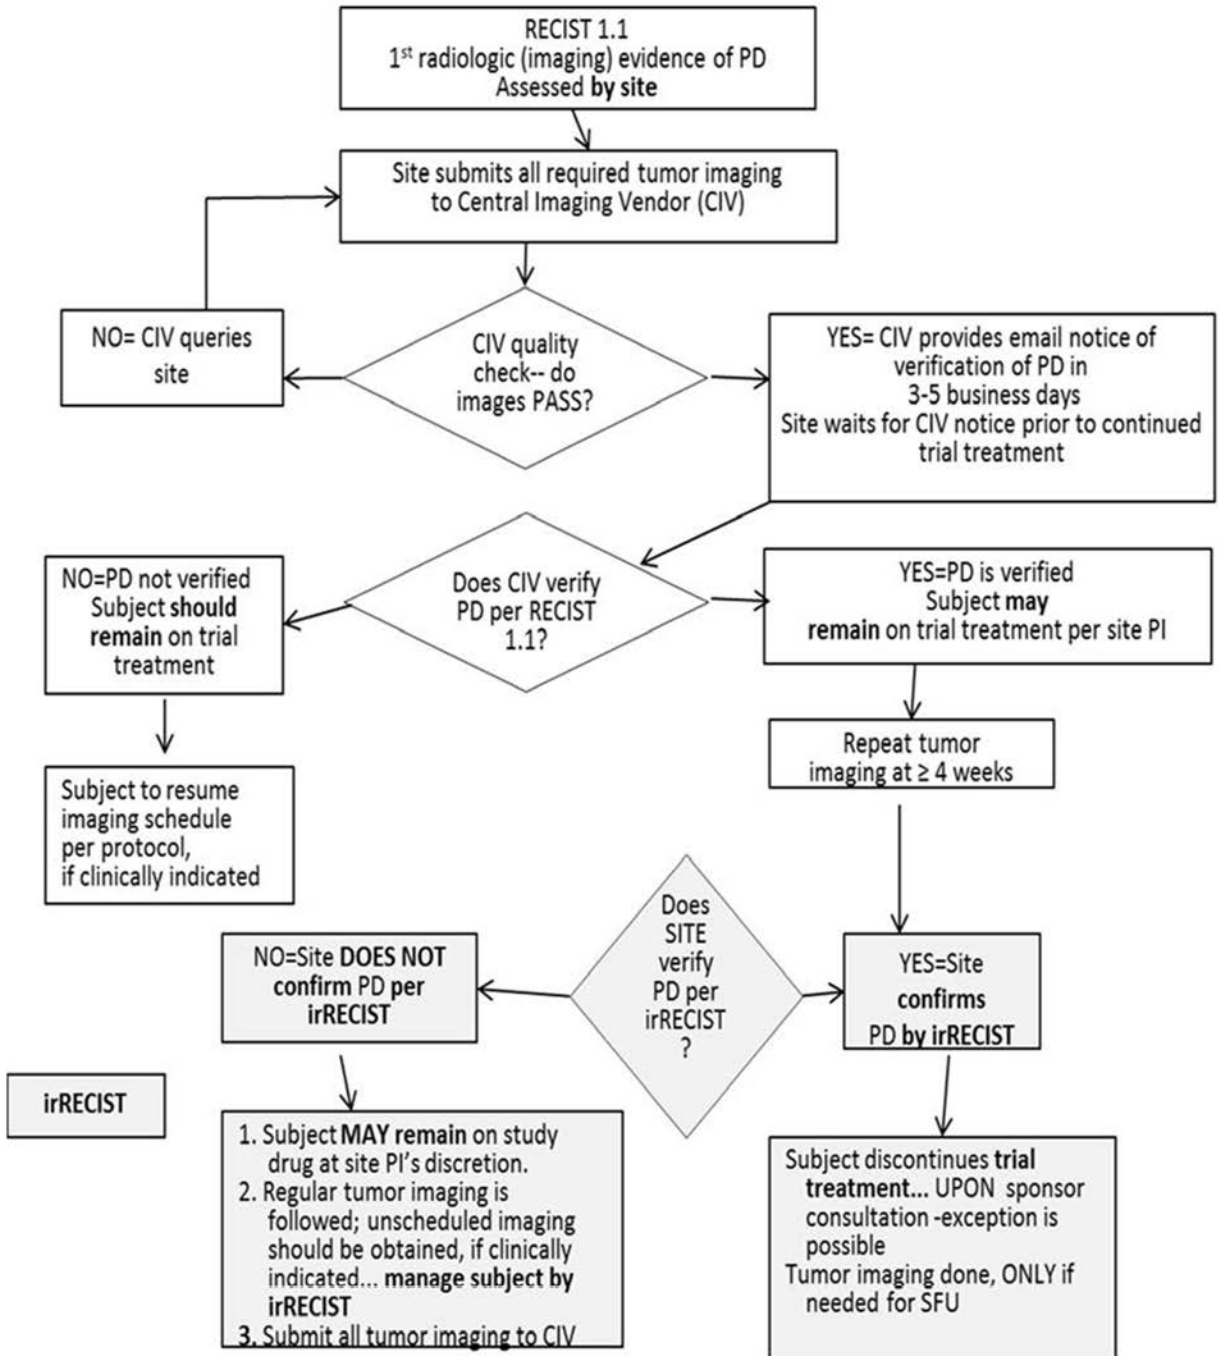 RECIST 1.1
1st radiologic (imaging) evidence of PD
Assessed by site
Site submits all required tumor imaging
to Central Imaging Vendor (CIV)
NO= CIV queries
site
CIV quality
check-- do
images PASS?
YES= CIV provides email notice of
verification of PD in
3-5 business days
Site waits for CIV notice prior to continued
trial treatment
NO=PD not verified
Subject should
remain on trial
treatment
Does CIV verify
PD per RECIST
1.1?
YES=PD is verified
Subject may
remain on trial treatment per site PI
Subject to resume
imaging schedule
per protocol,
if clinically indicated
Repeat tumor
imaging at ≥ 4 weeks
NO=Site DOES NOT
confirm PD per
irRECIST
Does
SITE
verify
PD per
irRECIST
?
YES=Site
confirms
PD by irRECIST
irRECIST
1. Subject MAY remain on study
drug at site PI's discretion.
2. Regular tumor imaging is
followed; unscheduled imaging
should be obtained, if clinically
indicated... manage subject by
irRECIST
3. Submit all tumor imaging to CIV
Subject discontinues trial
treatment... UPON sponsor
consultation -exception is
possible
Tumor imaging done, ONLY if
needed for SFU